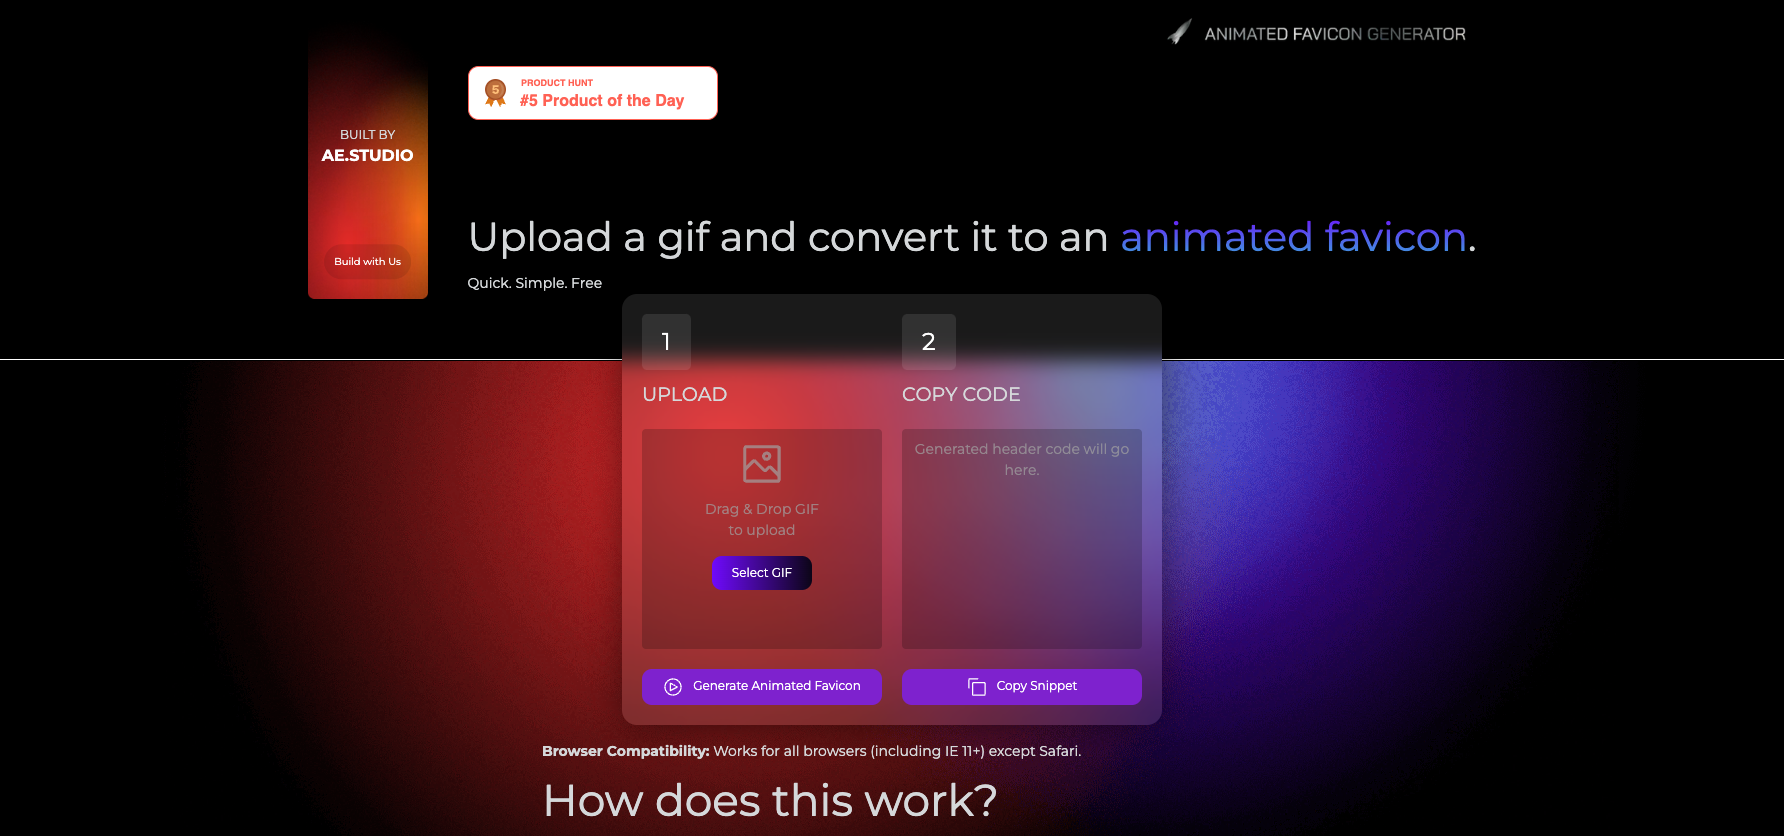 ANIMATED FAVICON GENERATOR
5
PRODUCT HUNT
#5 Product of the Day
BUILT BY
AE.STUDIO
Build with Us
Upload a gif and convert it to an animated favicon.
Quick. Simple. Free
1
UPLOAD
Drag & Drop GIF
to upload
Select GIF
Generate Animated Favicon
2
COPY CODE
Generated header code will go
here.
Copy Snippet
Browser Compatibility: Works for all browsers (including IE 11+) except Safari.
How does this work?